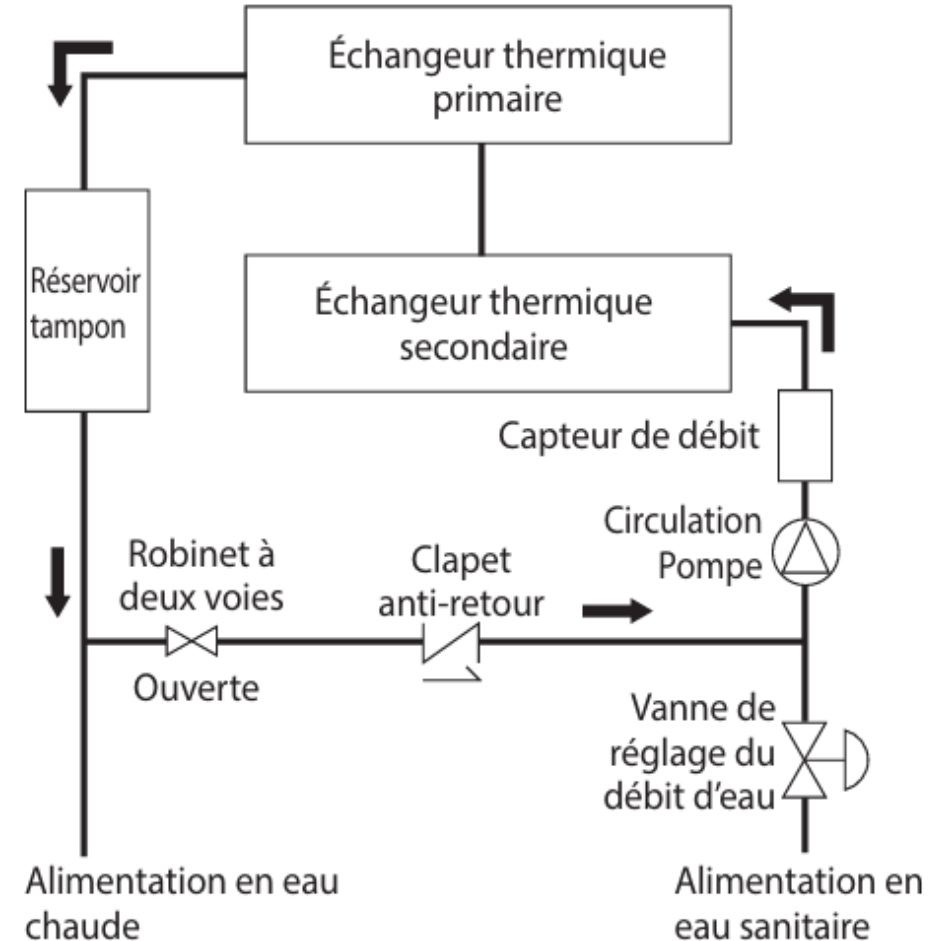 Échangeur thermique
primaire
Réservoir
tampon
Échangeur thermique
secondaire
Capteur de débit
Circulation
Pompe
Robinet à
deux voies
Clapet
anti-retour
Ouverte
Vanne de
réglage du
débit d'eau
Alimentation en eau
chaude
Alimentation en
eau sanitaire